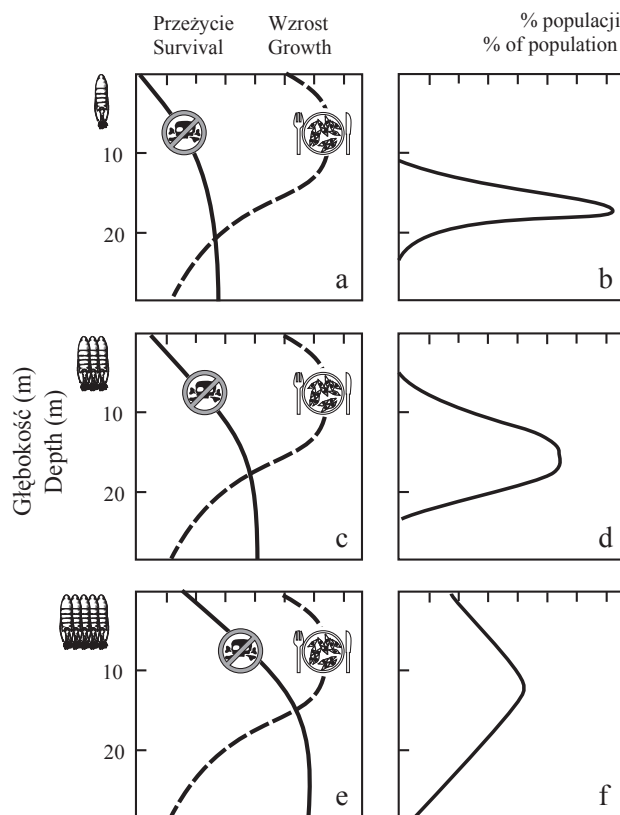 Przeżycie Wzrost % populacji
Survival Growth % of population
10
20
a b
Głębokość (m)
Depth (m)
10
20
c d
10
20
e f